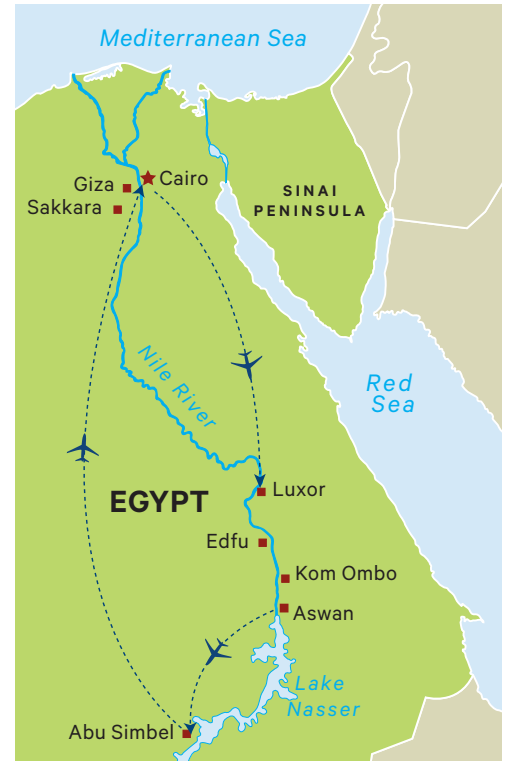 Mediterranean Sea
Giza
Cairo
Sakkara
SINAI
PENINSULA
Nile River
Red
Sea
EGYPT
Luxor
Edfu
Kom Ombo
Aswan
Lake
Nasser
Abu Simbel